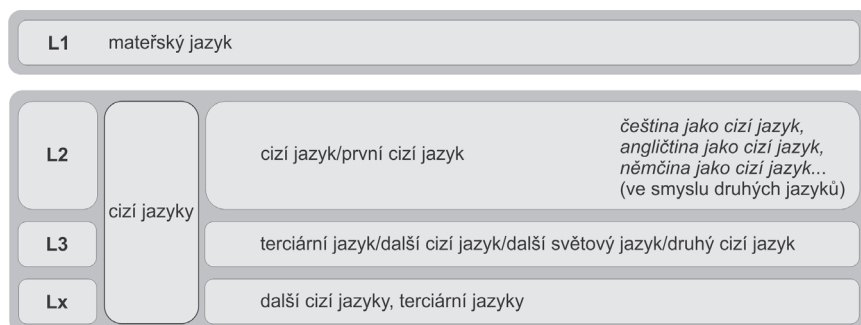 L1 mateřský jazyk
L2 cizí jazyk/první cizí jazyk
čeština jako cizí jazyk,
angličtina jako cizí jazyk,
němčina jako cizí jazyk...
(ve smyslu druhých jazyků)
cizí jazyky
L3 terciární jazyk/další cizí jazyk/další světový jazyk/druhý cizí jazyk
Lx další cizí jazyky, terciární jazyky